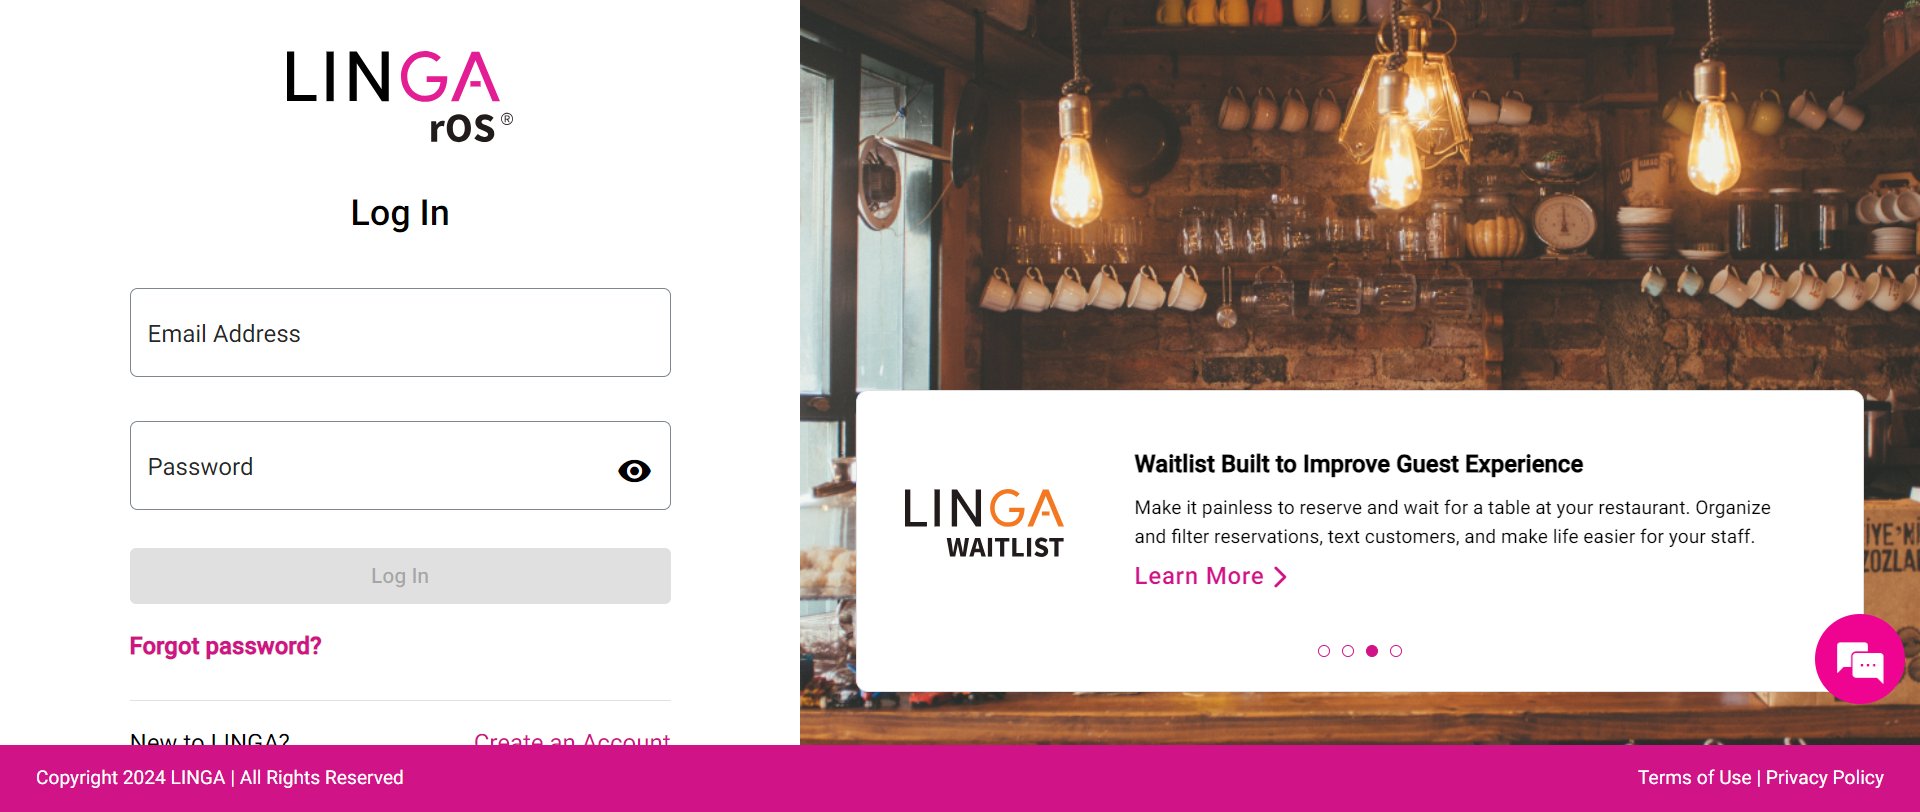 LINGA
rOS ®
Log In
Email Address
Password
Log In
Forgot password?
New to LINGA?
Create an Account
Waitlist Built to Improve Guest Experience
LINGA
WAITLIST
Make it painless to reserve and wait for a table at your restaurant. Organize
and filter reservations, text customers, and make life easier for your staff.
Learn More
Copyright 2024 LINGA | All Rights Reserved
Terms of Use | Privacy Policy